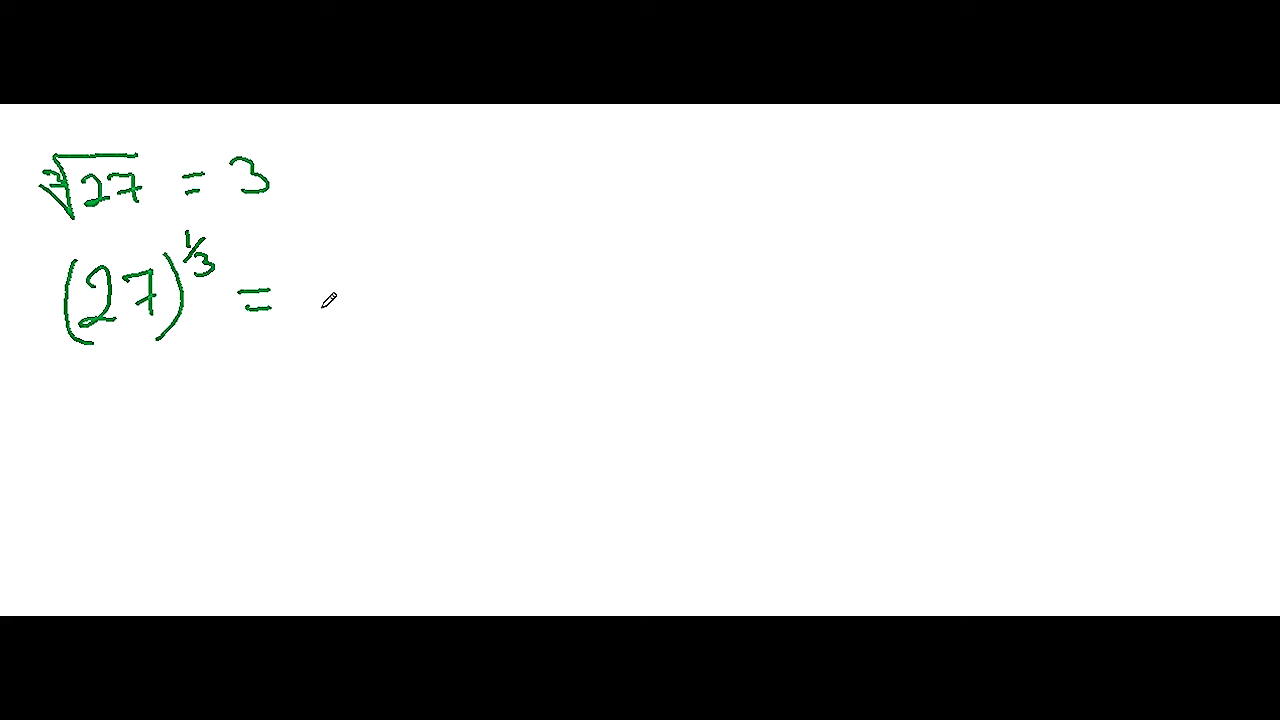 ∛27 = 3
(27)^1/3 =